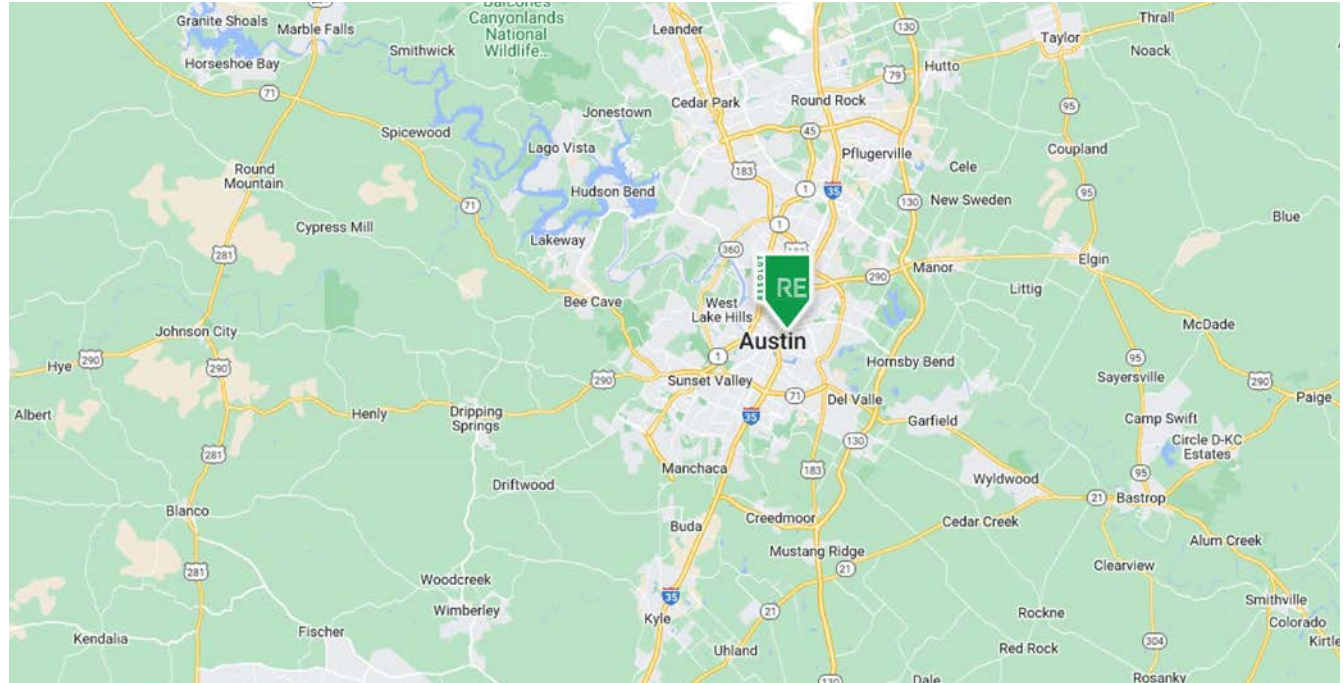 Balcones
Canyonlands
National
Wildlife...
Granite Shoals
Marble Falls
Leander
Thrall
130
Taylor
Noack
Smithwick
Horseshoe Bay
71
Hutto
79
Cedar Park
Round Rock
95
Jonestown
45
Spicewood
Lago Vista
Pflugerville
Coupland
Cele
Round
Mountain
183
Hudson Bend
1
35
95
71
130
New Sweden
Cypress Mill
1
Blue
Lakeway
281
360
183
290
Manor
Elgin
RESOLUT
RE
Littig
Bee Cave
West
Lake Hills
Johnson City
McDade
Austin
Hye
290
290
1
Hornsby Bend
95
Sayersville
290
Sunset Valley
290
71
Del Valle
Paige
Albert
Henly
Dripping
Springs
35
Garfield
Camp Swift
130
Circle D-KC
Estates
281
Manchaca
183
95
Wyldwood
Driftwood
21
Bastrop
Blanco
Buda
Creedmoor
Cedar Creek
Alum Creek
Mustang Ridge
21
Clearview
281
Woodcreek
35
Smithville
Wimberley
21
Rockne
Kyle
Colorado
Fischer
Kendalia
304
Kirtle
Uhland
Red Rock
Dale
Rosanky
130